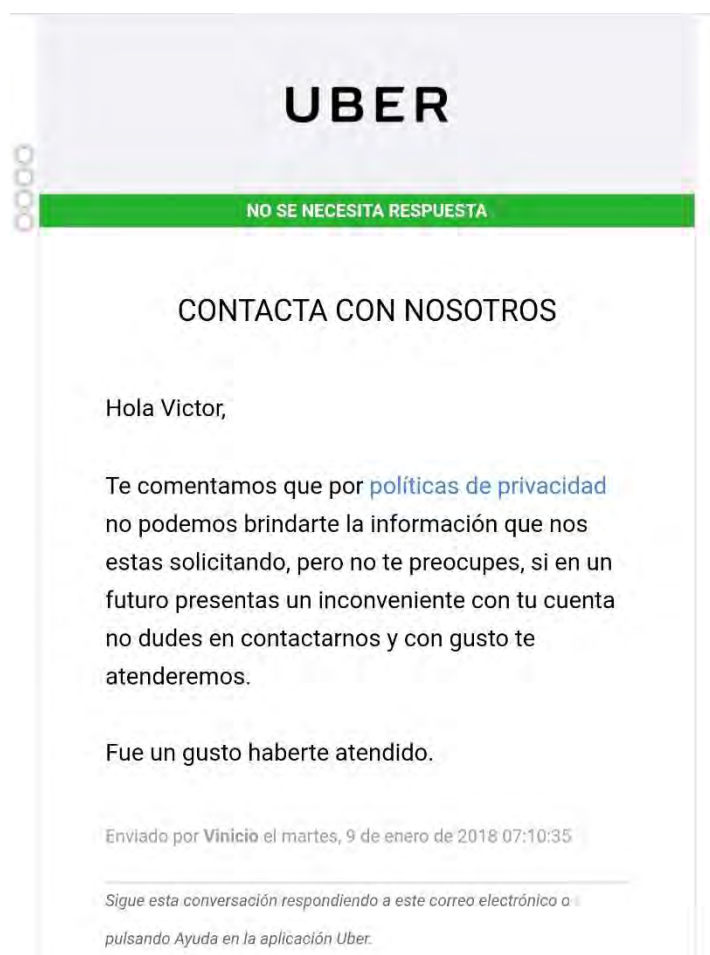 UBER
NO SE NECESITA RESPUESTA
CONTACTA CON NOSOTROS
Hola Victor,
Te comentamos que por políticas de privacidad
no podemos brindarte la información que nos
estas solicitando, pero no te preocupes, si en un
futuro presentas un inconveniente con tu cuenta
no dudes en contactarnos y con gusto te
atenderemos.
Fue un gusto haberte atendido.
Enviado por Vinicio el martes, 9 de enero de 2018 07:10:35
Sigue esta conversación respondiendo a este correo electrónico o
pulsando Ayuda en la aplicación Uber.